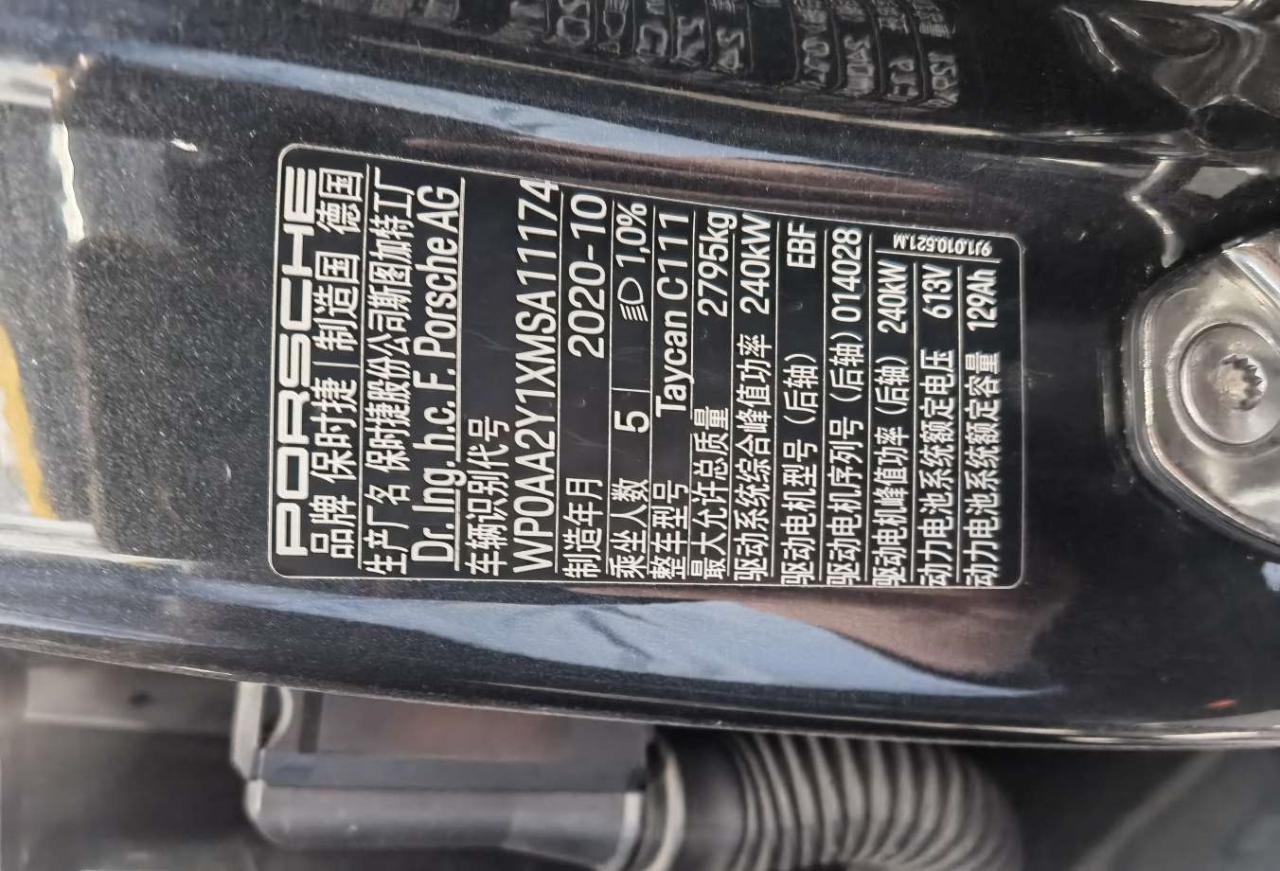 PORSCHE
品牌 保时捷 | 制造国 德国
生产厂名 保时捷股份公司斯图加特工厂
Dr. Ing. h.c. F. Porsche AG
车辆识别代号
WP0AA2Y1XMSA11174
制造年月 2020-10
乘坐人数 5 1,0%
整车型号 Taycan C111
最大允许总质量 2795kg
驱动系统综合峰值功率 240kW
驱动电机型号（后轴） EBF
驱动电机序列号（后轴）014028
驱动电机峰值功率（后轴）240kW
动力电池系统额定电压 613V
动力电池系统额定容量 129Ah
9J1.010.521.M